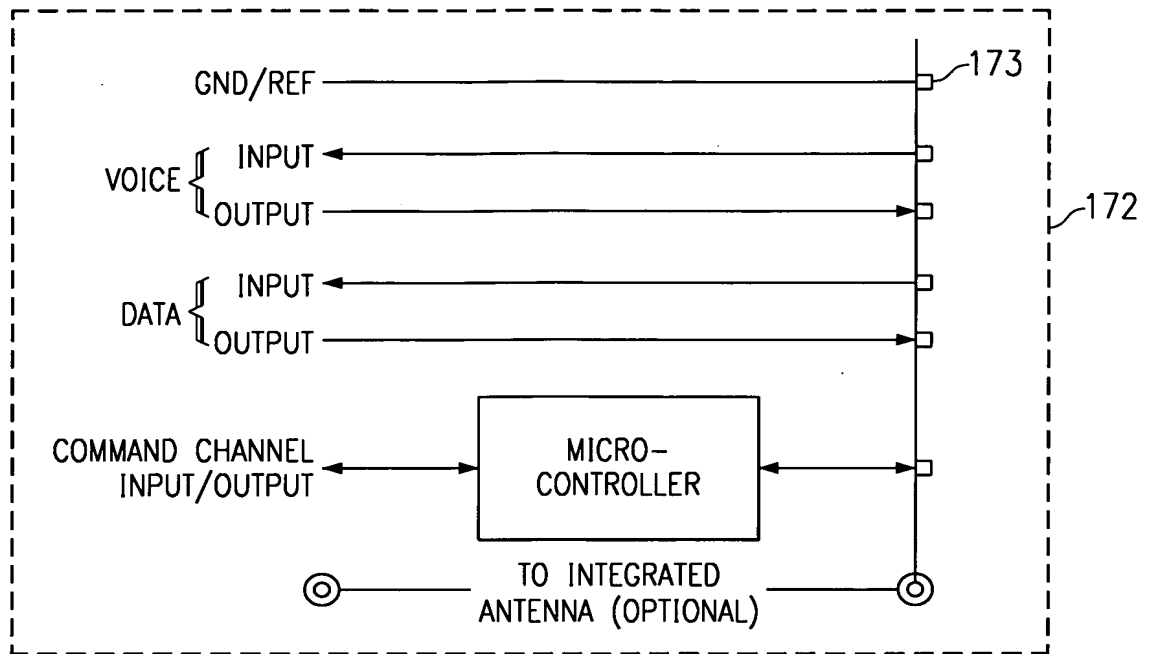 GND/REF
173
VOICE
INPUT
OUTPUT
172
DATA
INPUT
OUTPUT
COMMAND CHANNEL
INPUT/OUTPUT
MICRO-
CONTROLLER
TO INTEGRATED
ANTENNA (OPTIONAL)